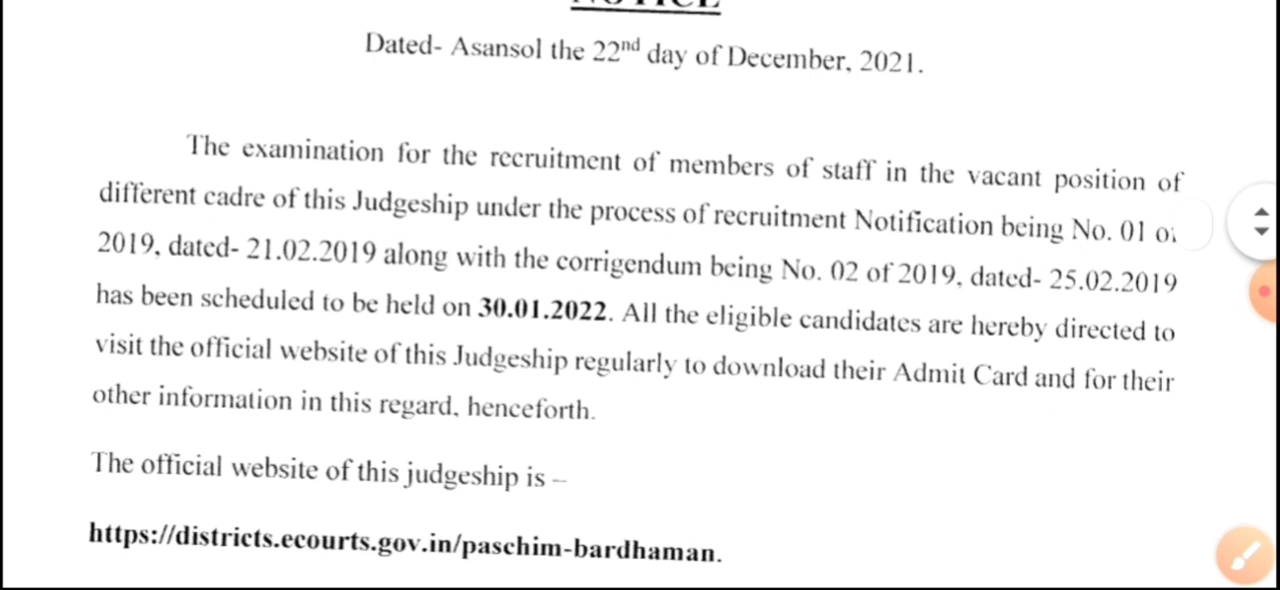 NOTICE
Dated- Asansol the 22nd day of December, 2021.
The examination for the recruitment of members of staff in the vacant position of
different cadre of this Judgeship under the process of recruitment Notification being No. 01 of
2019, dated- 21.02.2019 along with the corrigendum being No. 02 of 2019, dated- 25.02.2019
has been scheduled to be held on 30.01.2022. All the eligible candidates are hereby directed to
visit the official website of this Judgeship regularly to download their Admit Card and for their
other information in this regard, henceforth.
The official website of this judgeship is –
https://districts.ecourts.gov.in/paschim-bardhaman.